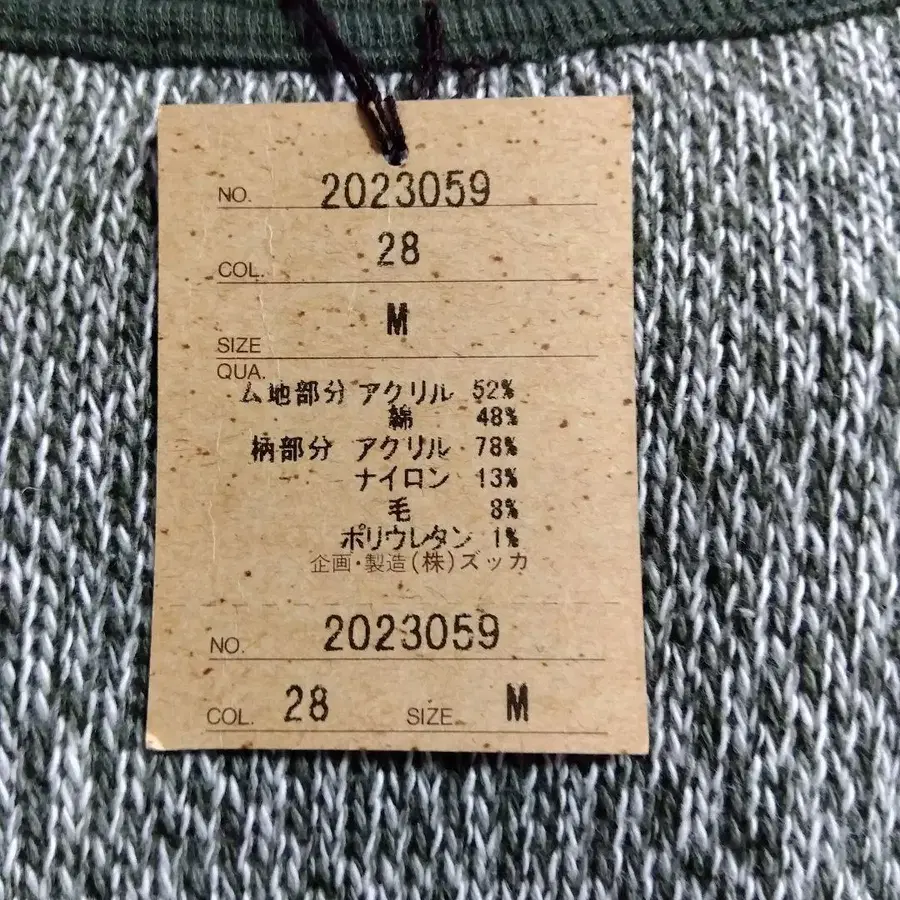 NO. 2023059
COL. 28
SIZE M
QUA.
ム地部分 アクリル 52%
綿 48%
柄部分 アクリル 78%
ナイロン 13%
毛 8%
ポリウレタン 1%
企画・製造(株)ズッカ
NO. 2023059
COL. 28 SIZE M